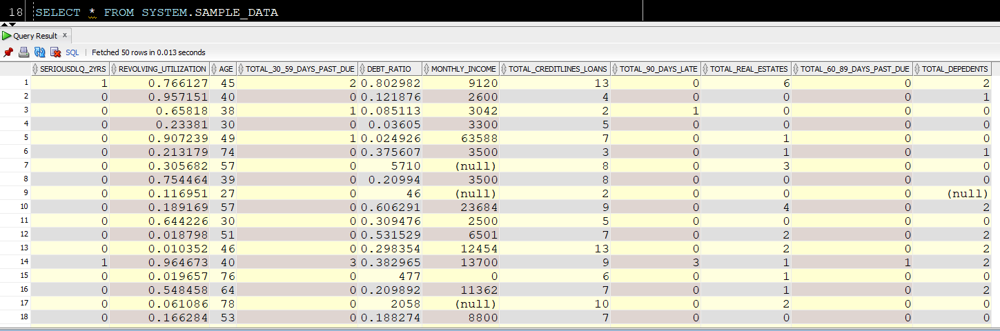 18 SELECT * FROM SYSTEM.SAMPLE_DATA
Query Result x
SQL | Fetched 50 rows in 0.013 seconds
SERIOUSDLQ_2YRS REVOLVING_UTILIZATION AGE TOTAL_30_59_DAYS_PAST_DUE DEBT_RATIO MONTHLY_INCOME TOTAL_CREDITLINES_LOANS TOTAL_90_DAYS_LATE TOTAL_REAL_ESTATES TOTAL_60_89_DAYS_PAST_DUE TOTAL_DEPEDENTS
1 1 0.766127 45 2 0.802982 9120 13 0 6 0 2
2 0 0.957151 40 0 0.121876 2600 4 0 0 0 1
3 0 0.65818 38 1 0.085113 3042 2 1 0 0 0
4 0 0.23381 30 0 0.03605 3300 5 0 0 0 0
5 0 0.907239 49 1 0.024926 63588 7 0 1 0 0
6 0 0.213179 74 0 0.375607 3500 3 0 1 0 1
7 0 0.305682 57 0 5710 (null) 8 0 3 0 0
8 0 0.754464 39 0 0.20994 3500 8 0 0 0 0
9 0 0.116951 27 0 46 (null) 2 0 0 0 (null)
10 0 0.189169 57 0 0.606291 23684 9 0 4 0 2
11 0 0.644226 30 0 0.309476 2500 5 0 0 0 0
12 0 0.018798 51 0 0.531529 6501 7 0 2 0 2
13 0 0.010352 46 0 0.298354 12454 13 0 2 0 2
14 1 0.964673 40 3 0.382965 13700 9 3 1 1 2
15 0 0.019657 76 0 477 0 6 0 1 0 0
16 0 0.548458 64 0 0.209892 11362 7 0 1 0 2
17 0 0.061086 78 0 2058 (null) 10 0 2 0 0
18 0 0.166284 53 0 0.188274 8800 7 0 0 0 0